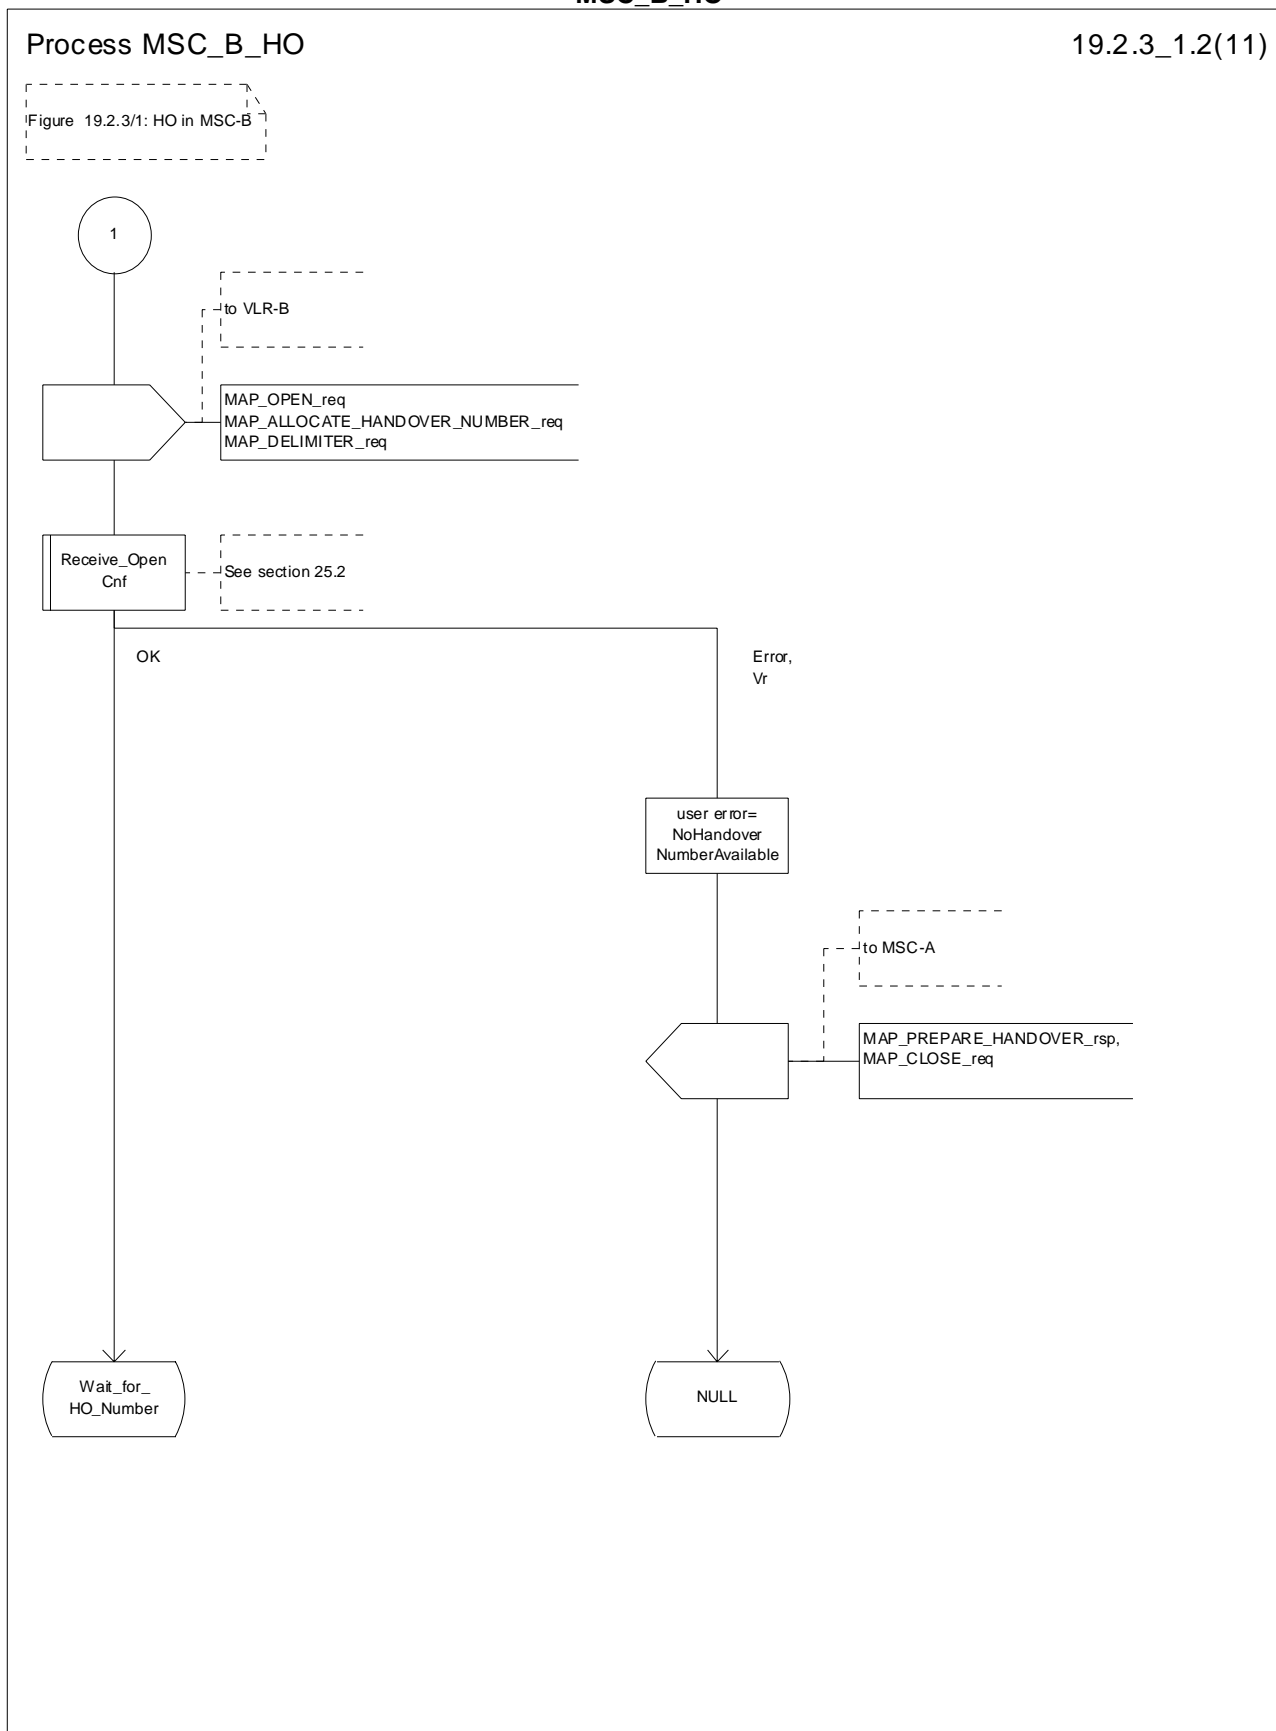 MSC_B_HO
Process MSC_B_HO
19.2.3_1.2(11)
Figure 19.2.3/1: HO in MSC-B
1
to VLR-B
MAP_OPEN_req
MAP_ALLOCATE_HANDOVER_NUMBER_req
MAP_DELIMITER_req
Receive_Open
Cnf
See section 25.2
OK
Error,
Vr
user error=
NoHandover
NumberAvailable
to MSC-A
MAP_PREPARE_HANDOVER_rsp,
MAP_CLOSE_req
Wait_for_
HO_Number
NULL